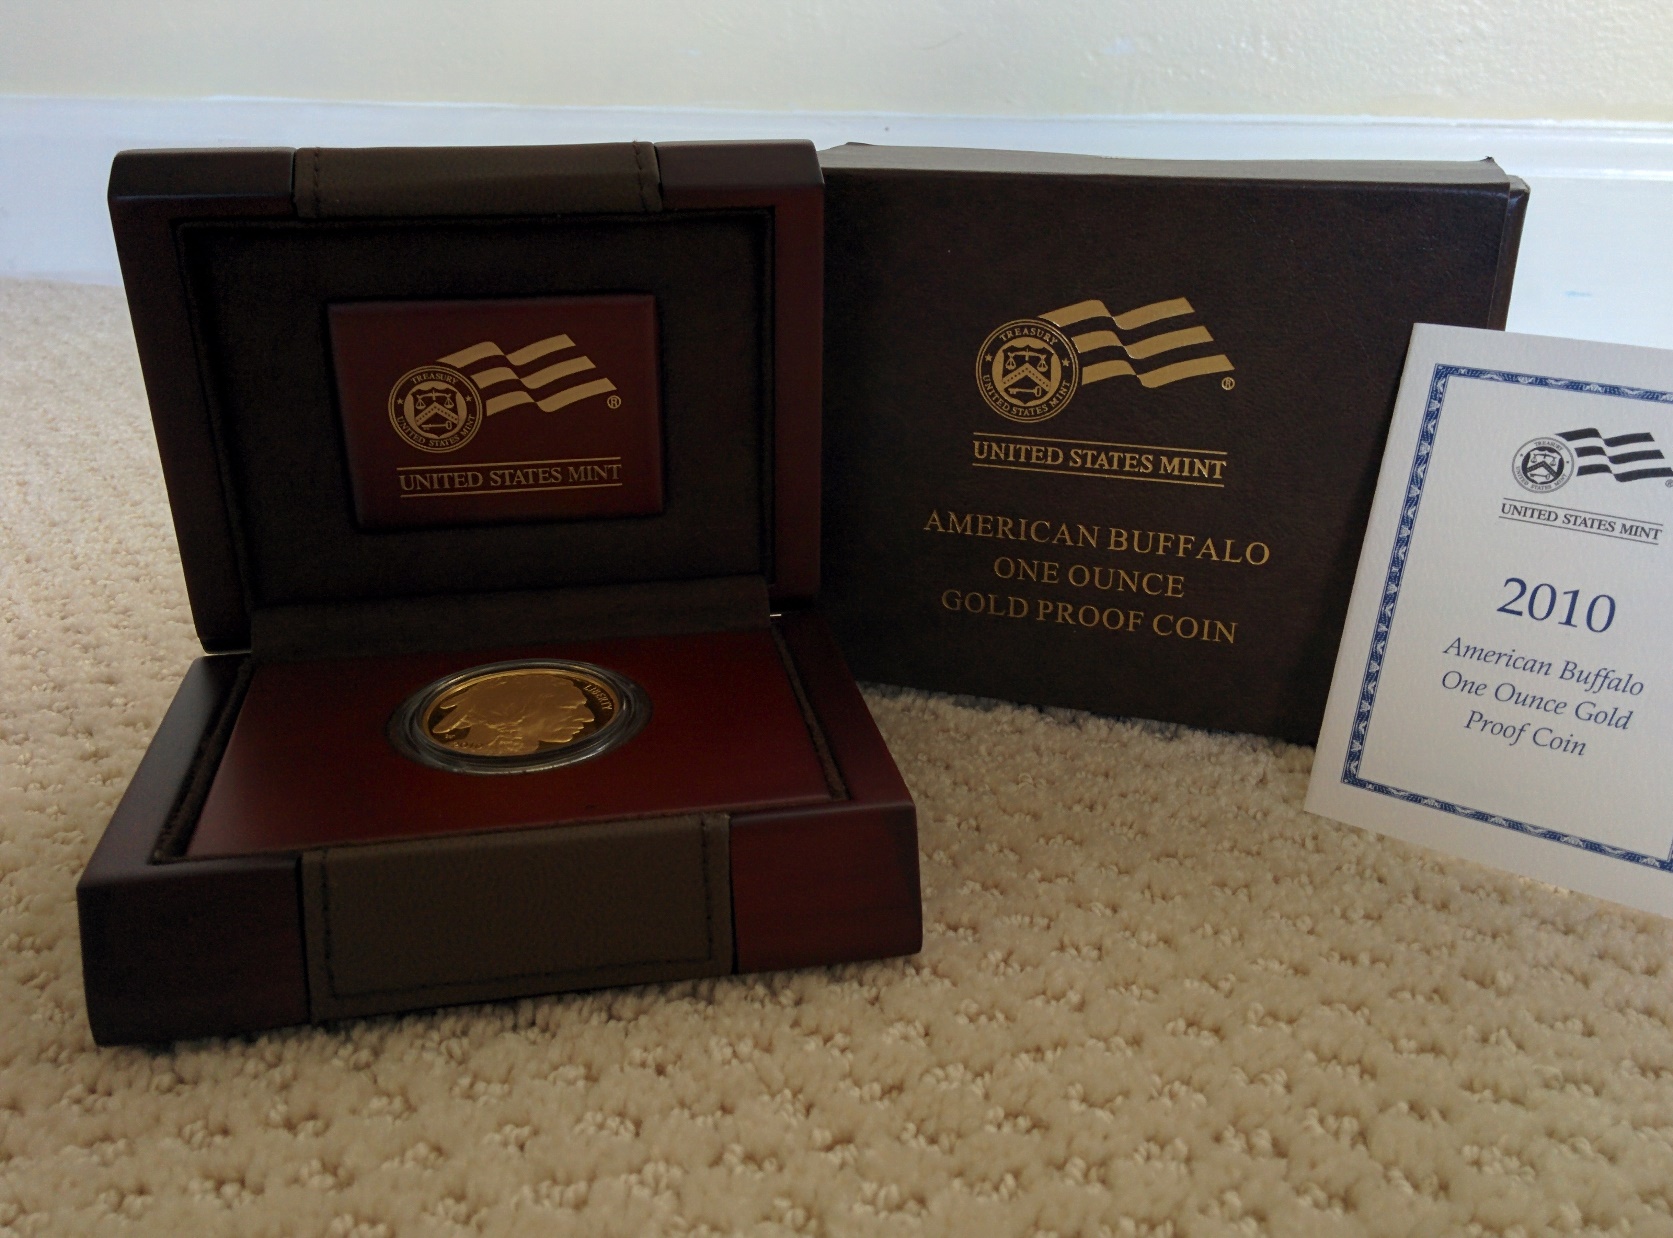 TREASURY
UNITED STATES MINT
®
UNITED STATES MINT
LIBERTY
TREASURY
UNITED STATES MINT
®
UNITED STATES MINT
AMERICAN BUFFALO
ONE OUNCE
GOLD PROOF COIN
TREASURY
UNITED STATES MINT
®
UNITED STATES MINT
2010
American Buffalo
One Ounce Gold
Proof Coin